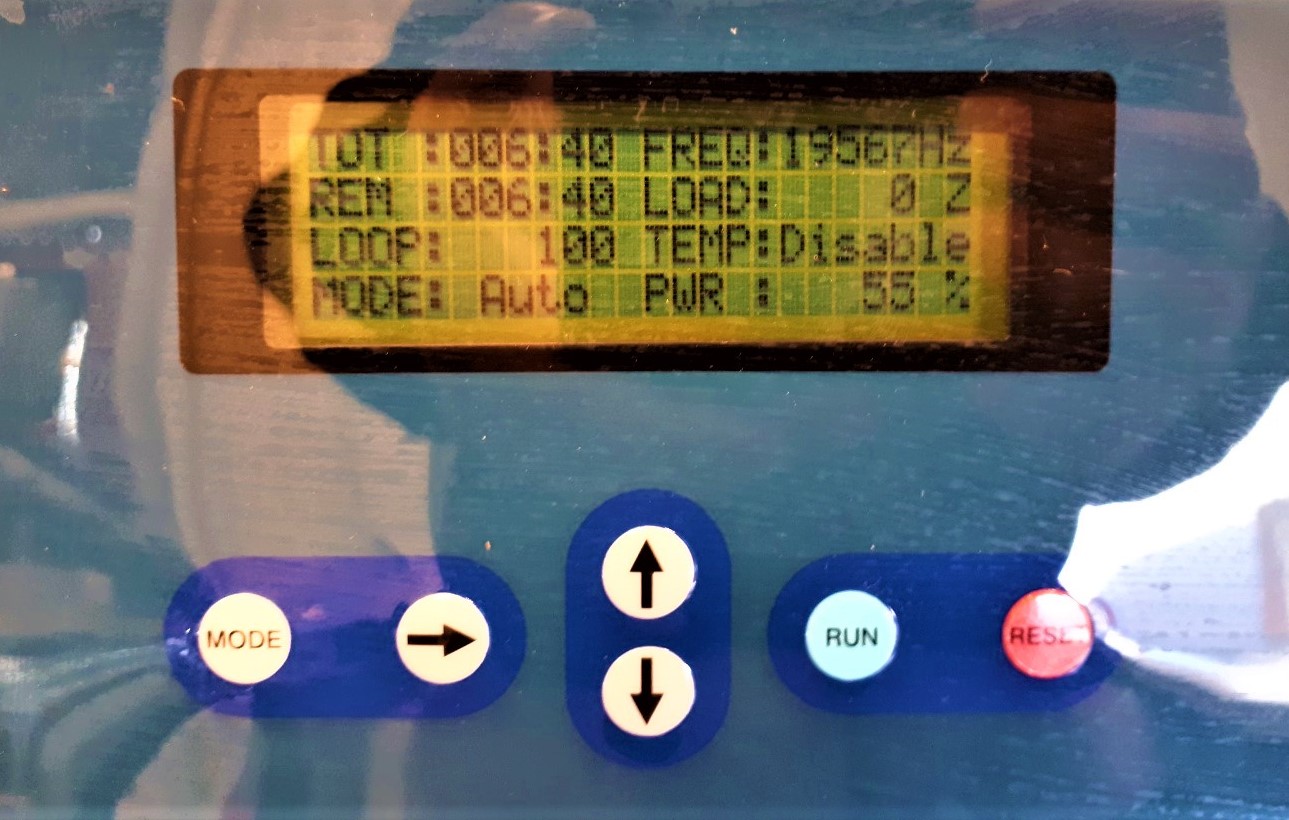 TOT :006:40 FREQ:19567Hz
REM :006:40 LOAD: 0 Z
LOOP: 100 TEMP:Disable
MODE: Auto PWR : 55 %
MODE
RUN
RESET